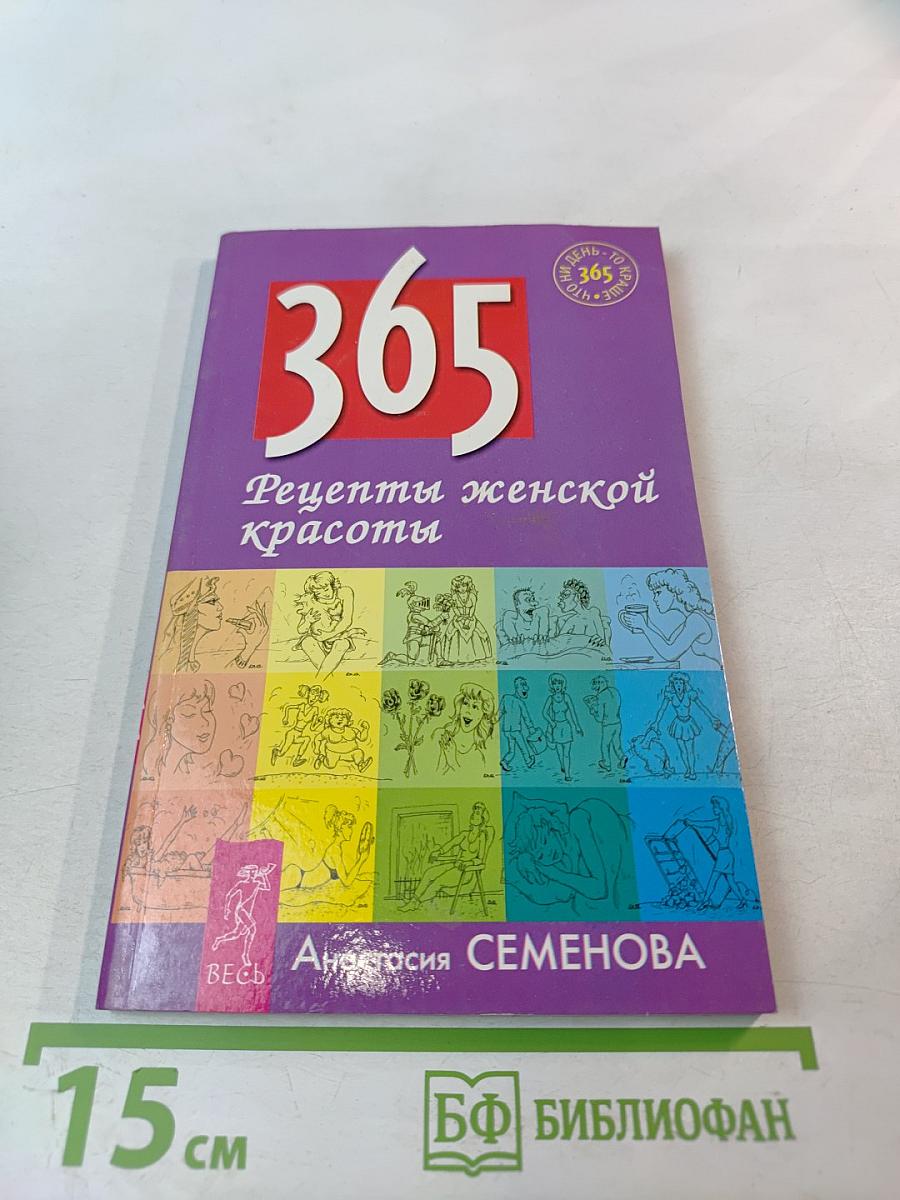 365
ЧТО НИ ДЕНЬ - ТО КРАШЕ •
365
Рецепты женской
красоты
ВЕСЬ
Анастасия СЕМЕНОВА
15 см
БФ БИБЛИОФАН